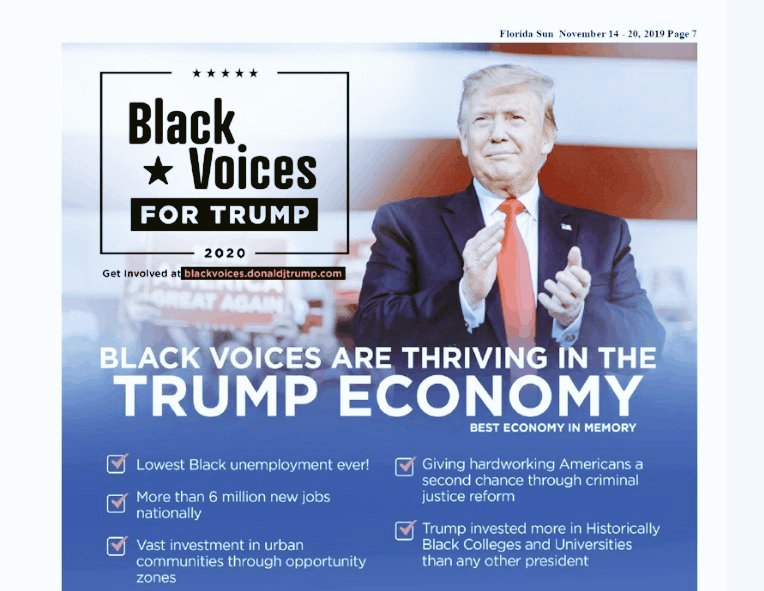 Florida Sun November 14 - 20, 2019 Page 7
Black
Voices
FOR TRUMP
2020
Get Involved at blackvoices.donaldjtrump.com
AMERICA
GREAT AGAIN
BLACK VOICES ARE THRIVING IN THE
TRUMP ECONOMY
BEST ECONOMY IN MEMORY
Lowest Black unemployment ever!
More than 6 million new jobs
nationally
Vast investment in urban
communities through opportunity
zones
Giving hardworking Americans a
second chance through criminal
justice reform
Trump invested more in Historically
Black Colleges and Universities
than any other president